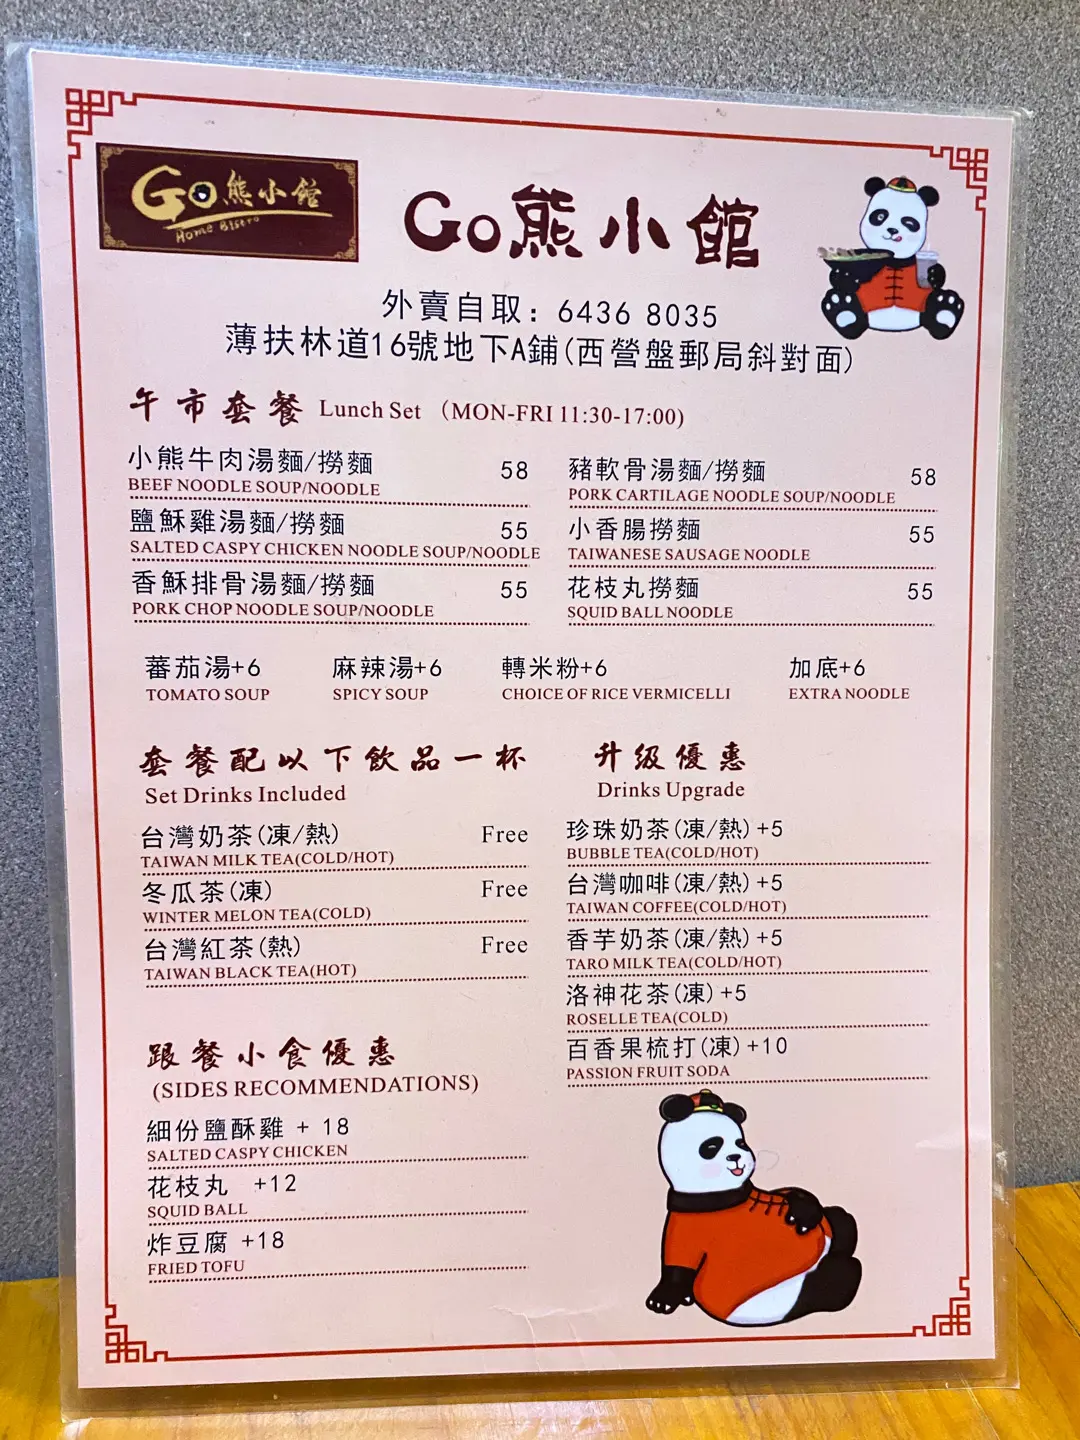 Go熊小館
Home Bistro
Go熊小館
外賣自取: 6436 8035
薄扶林道16號地下A鋪(西營盤郵局斜對面)
午市套餐 Lunch Set （MON-FRI 11:30-17:00)
小熊牛肉湯麵/撈麵 58
BEEF NOODLE SOUP/NOODLE
鹽穌雞湯麵/撈麵 55
SALTED CASPY CHICKEN NOODLE SOUP/NOODLE
香穌排骨湯麵/撈麵 55
PORK CHOP NOODLE SOUP/NOODLE
豬軟骨湯麵/撈麵 58
PORK CARTILAGE NOODLE SOUP/NOODLE
小香腸撈麵 55
TAIWANESE SAUSAGE NOODLE
花枝丸撈麵 55
SQUID BALL NOODLE
蕃茄湯+6 麻辣湯+6 轉米粉+6 加底+6
TOMATO SOUP SPICY SOUP CHOICE OF RICE VERMICELLI EXTRA NOODLE
套餐配以下飲品一杯
Set Drinks Included
台灣奶茶(凍/熱) Free
TAIWAN MILK TEA(COLD/HOT)
冬瓜茶(凍) Free
WINTER MELON TEA(COLD)
台灣紅茶(熱) Free
TAIWAN BLACK TEA(HOT)
升級優惠
Drinks Upgrade
珍珠奶茶(凍/熱)+5
BUBBLE TEA(COLD/HOT)
台灣咖啡(凍/熱)+5
TAIWAN COFFEE(COLD/HOT)
香芋奶茶(凍/熱)+5
TARO MILK TEA(COLD/HOT)
洛神花茶(凍)+5
ROSELLE TEA(COLD)
百香果梳打(凍)+10
PASSION FRUIT SODA
跟餐小食優惠
(SIDES RECOMMENDATIONS)
細份鹽酥雞 + 18
SALTED CASPY CHICKEN
花枝丸 +12
SQUID BALL
炸豆腐 +18
FRIED TOFU